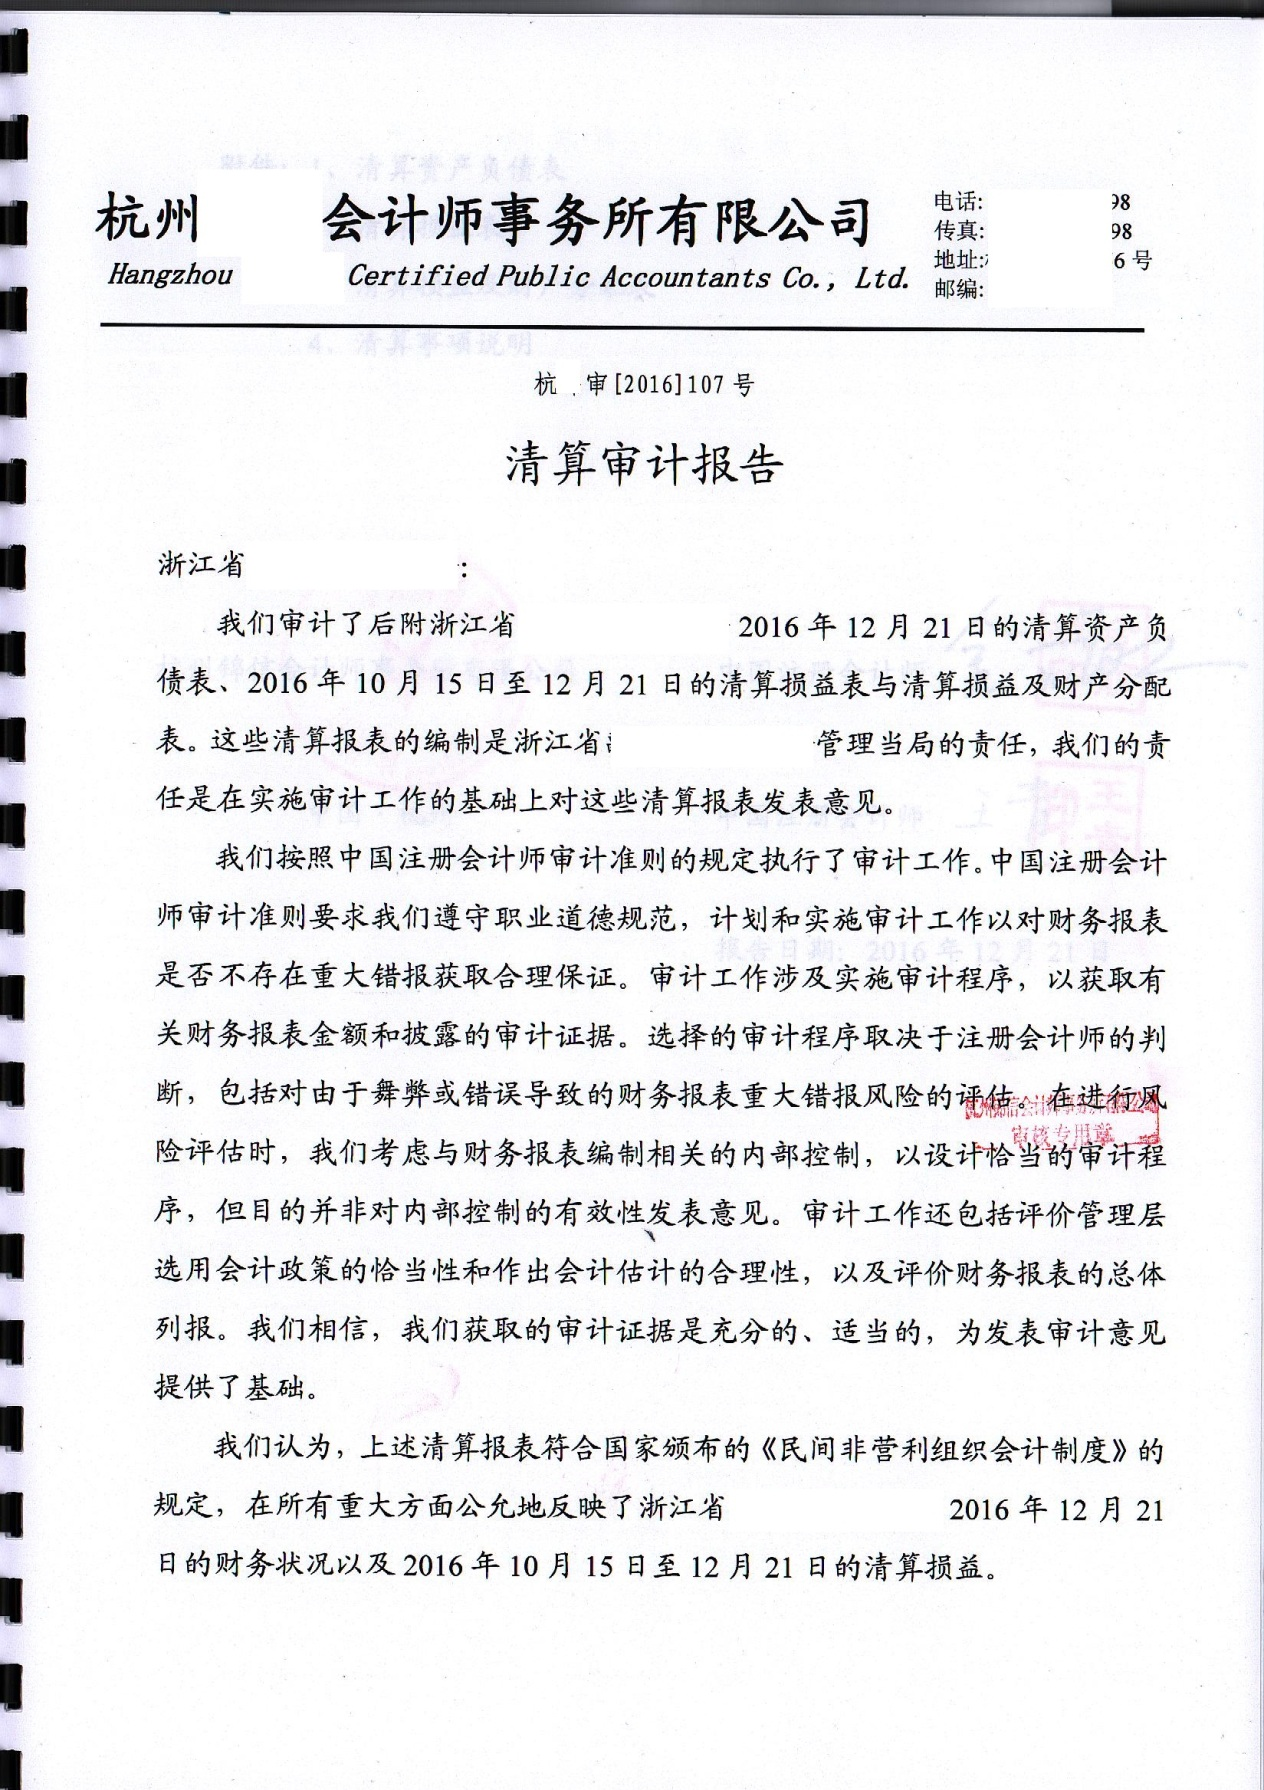 杭州 会计师事务所有限公司
Hangzhou Certified Public Accountants Co., Ltd.
电话: 98
传真: 98
地址: 6号
邮编:
杭 审[2016]107号
清算审计报告
浙江省 :
我们审计了后附浙江省 2016年12月21日的清算资产负
债表、2016年10月15日至12月21日的清算损益表与清算损益及财产分配
表。这些清算报表的编制是浙江省 管理当局的责任，我们的责
任是在实施审计工作的基础上对这些清算报表发表意见。
我们按照中国注册会计师审计准则的规定执行了审计工作。中国注册会计
师审计准则要求我们遵守职业道德规范，计划和实施审计工作以对财务报表
是否不存在重大错报获取合理保证。审计工作涉及实施审计程序，以获取有
关财务报表金额和披露的审计证据。选择的审计程序取决于注册会计师的判
断，包括对由于舞弊或错误导致的财务报表重大错报风险的评估。在进行风
杭州锦信会计师事务所有限公司
审核专用章
险评估时，我们考虑与财务报表编制相关的内部控制，以设计恰当的审计程
序，但目的并非对内部控制的有效性发表意见。审计工作还包括评价管理层
选用会计政策的恰当性和作出会计估计的合理性，以及评价财务报表的总体
列报。我们相信，我们获取的审计证据是充分的、适当的，为发表审计意见
提供了基础。
我们认为，上述清算报表符合国家颁布的《民间非营利组织会计制度》的
规定，在所有重大方面公允地反映了浙江省 2016年12月21
日的财务状况以及2016年10月15日至12月21日的清算损益。